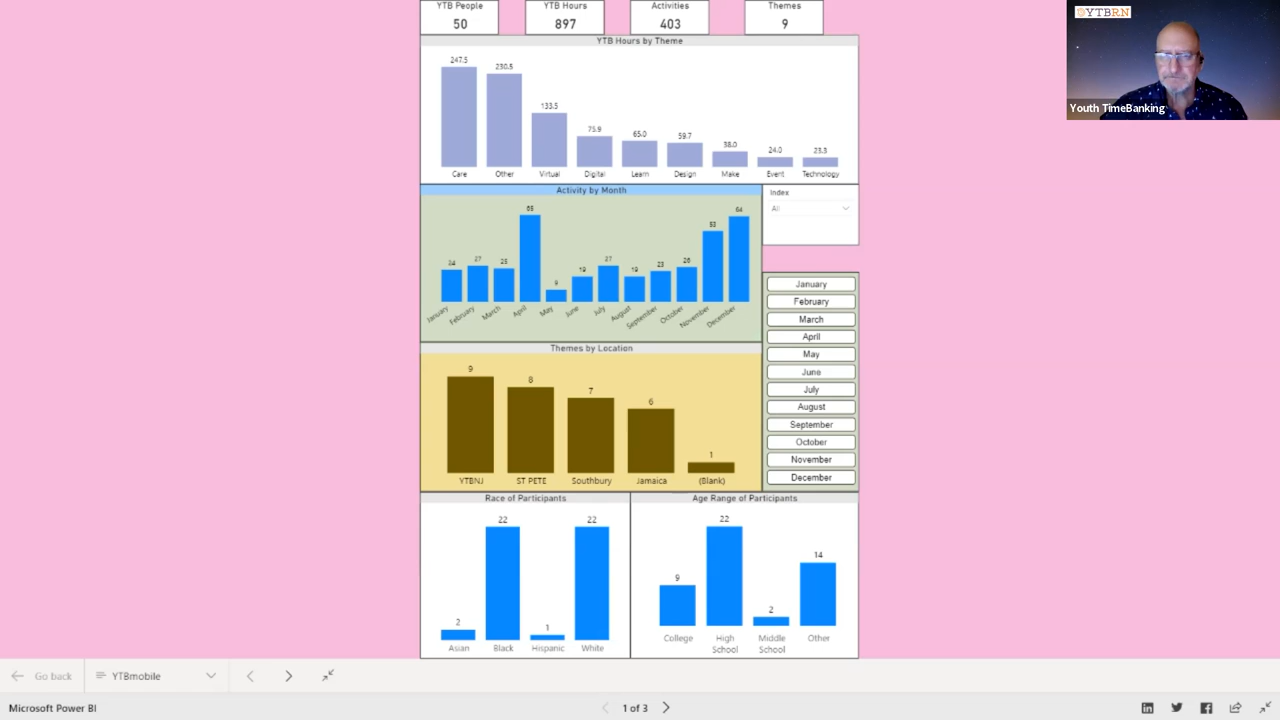 YTB People
50
YTB Hours
897
Activities
403
Themes
9
YTBRN
Youth TimeBanking
YTB Hours by Theme
247.5 230.5 133.5 75.9 65.0 59.7 38.0 24.0 23.3
Care Other Virtual Digital Learn Design Make Event Technology
Activity by Month
27 25 65 19 27 19 23 26 53 64
January February March April May June July August September October November December
Index
All
January
February
March
April
May
June
July
August
September
October
November
December
Themes by Location
9 8 7 6 1
YTBNJ ST PETE Southbury Jamaica (Blank)
Race of Participants
2 22 1 22
Asian Black Hispanic White
Age Range of Participants
9 22 2 14
College High School Middle School Other
Go back
YTBmobile
Microsoft Power BI
1 of 3